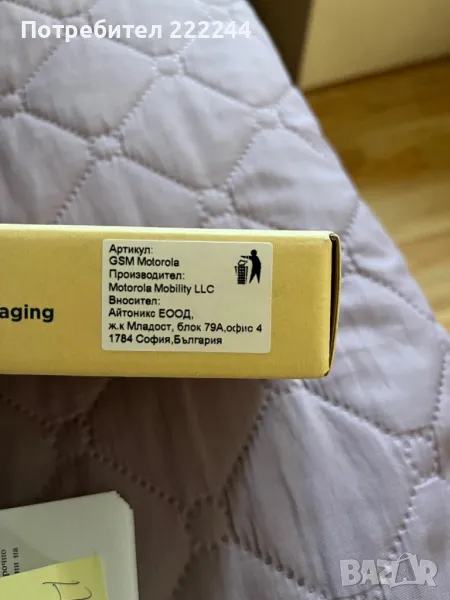 Потребител 222244
Артикул:
GSM Motorola
Производител:
Motorola Mobility LLC
Вносител:
Айтоникс ЕООД,
ж.к Младост, блок 79А,офис 4
1784 София,България
aging
BAZAR